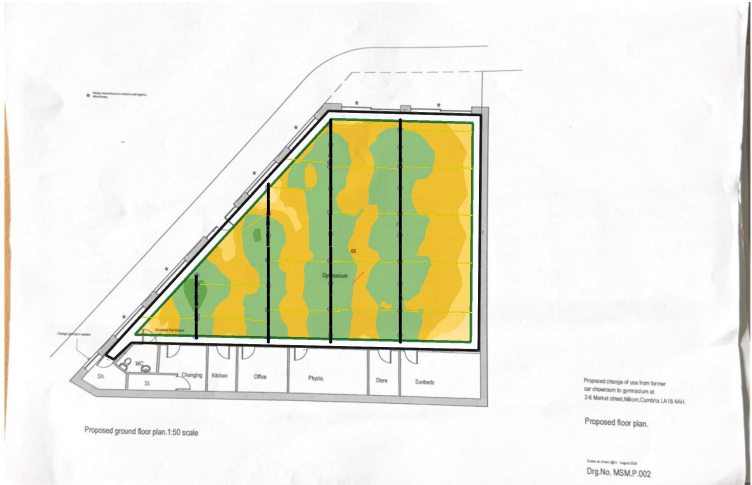 Gymnasium
WC
Sh.
St.
Changing
Kitchen
Office
Physio.
Store
Sunbeds
Proposed ground floor plan.1:50 scale
Proposed change of use from former
car showroom to gymnasium at
2-6 Market street,Millom,Cumbria.LA18 4AH.
Proposed floor plan.
Drg.No. MSM.P.002